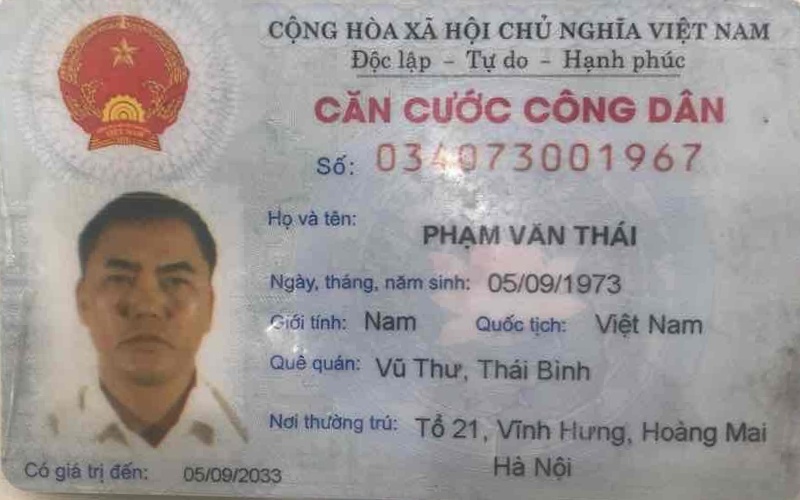 CỘNG HÒA XÃ HỘI CHỦ NGHĨA VIỆT NAM
Độc lập - Tự do - Hạnh phúc
CĂN CƯỚC CÔNG DÂN
Số: 034073001967
Họ và tên:
PHẠM VĂN THÁI
Ngày, tháng, năm sinh: 05/09/1973
Giới tính: Nam Quốc tịch: Việt Nam
Quê quán: Vũ Thư, Thái Bình
Nơi thường trú: Tổ 21, Vĩnh Hưng, Hoàng Mai
Hà Nội
Có giá trị đến: 05/09/2033
VIỆT NAM